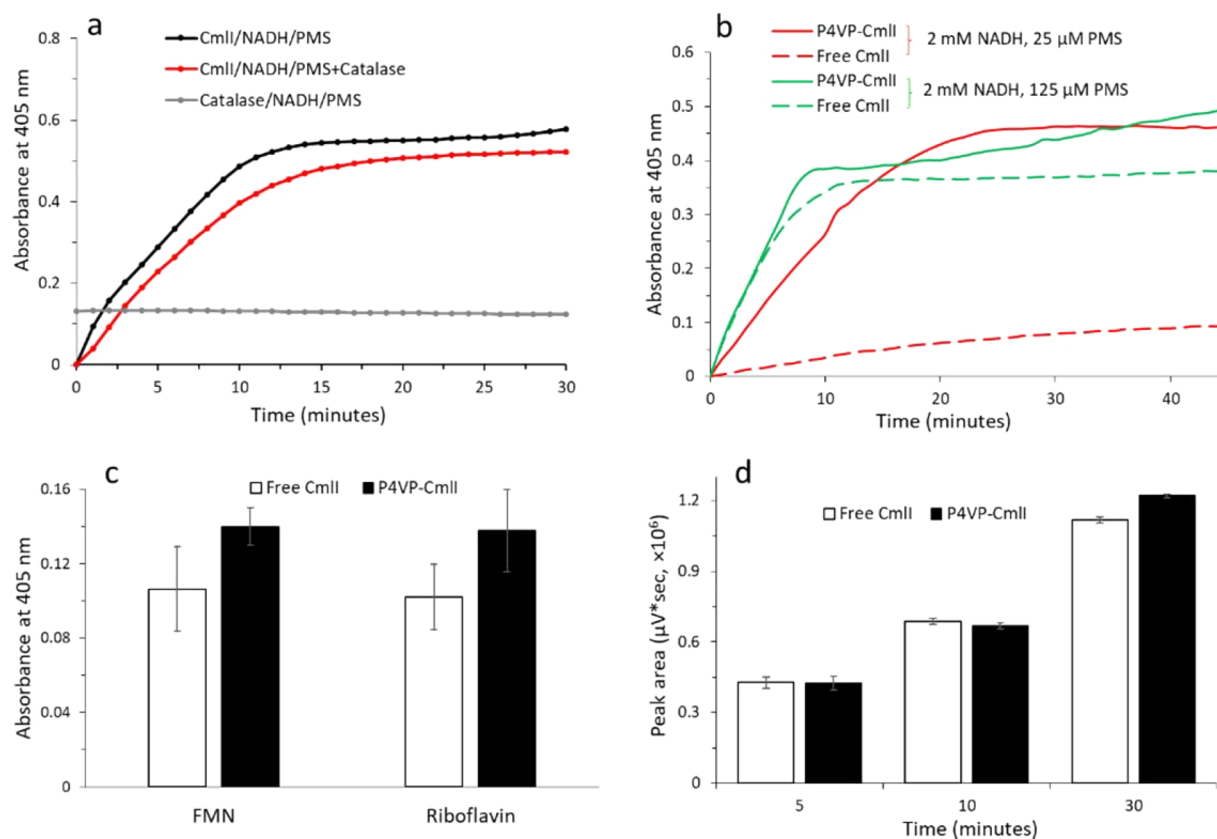 a
0.8
0.6
0.4
0.2
0
Absorbance at 405 nm
CmlI/NADH/PMS
CmlI/NADH/PMS+Catalase
Catalase/NADH/PMS
0 5 10 15 20 25 30
Time (minutes)
b
0.6
0.5
0.4
0.3
0.2
0.1
0
Absorbance at 405 nm
P4VP-CmlI
Free CmlI
2 mM NADH, 25 µM PMS
P4VP-CmlI
Free CmlI
2 mM NADH, 125 µM PMS
0 10 20 30 40
Time (minutes)
c
0.16
0.12
0.08
0.04
0
Absorbance at 405 nm
Free CmlI P4VP-CmlI
FMN Riboflavin
d
1.2
0.9
0.6
0.3
0
Peak area (µV*sec, ×10⁶)
Free CmlI P4VP-CmlI
5 10 30
Time (minutes)